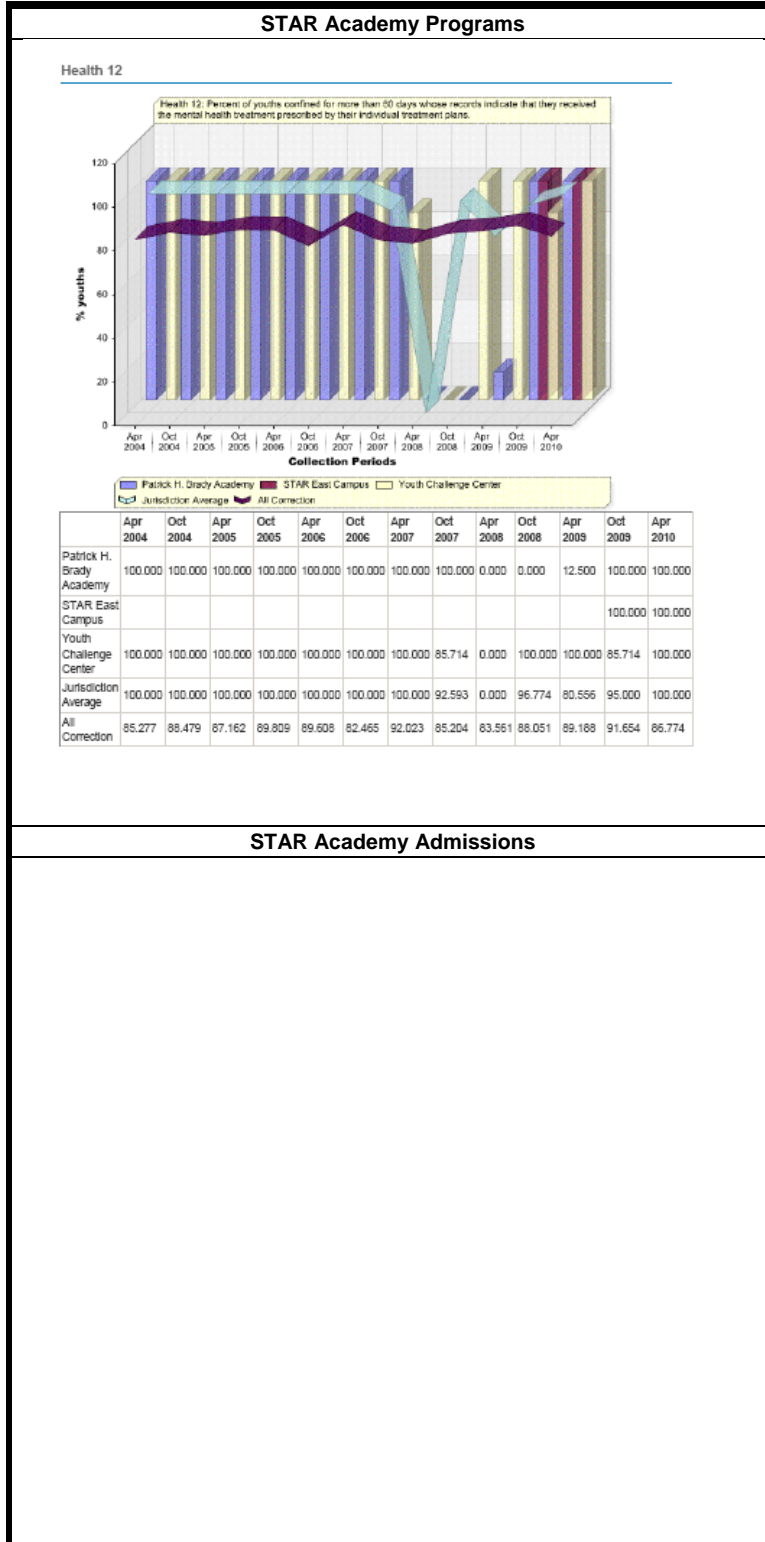 STAR Academy Programs
Health 12
Health 12: Percent of youths confined for more than 60 days whose records indicate that they received
the mental health treatment prescribed by their individual treatment plans.
120
100
80
60
40
20
0
% youths
Apr Oct Apr Oct Apr Oct Apr Oct Apr Oct Apr Oct Apr
2004 2004 2005 2005 2006 2006 2007 2007 2008 2008 2009 2009 2010
Collection Periods
Patrick H. Brady Academy STAR East Campus Youth Challenge Center
Jurisdiction Average All Correction
Apr Oct Apr Oct Apr Oct Apr Oct Apr Oct Apr Oct Apr
2004 2004 2005 2005 2006 2006 2007 2007 2008 2008 2009 2009 2010
Patrick H.
Brady 100.000 100.000 100.000 100.000 100.000 100.000 100.000 100.000 0.000 0.000 12.500 100.000 100.000
Academy
STAR East 100.000 100.000
Campus
Youth
Challenge 100.000 100.000 100.000 100.000 100.000 100.000 100.000 85.714 0.000 100.000 100.000 85.714 100.000
Center
Jurisdiction 100.000 100.000 100.000 100.000 100.000 100.000 100.000 92.593 0.000 96.774 80.556 95.000 100.000
Average
All 85.277 88.479 87.162 89.809 89.608 82.465 92.023 85.204 83.561 88.051 89.188 91.654 86.774
Correction
STAR Academy Admissions